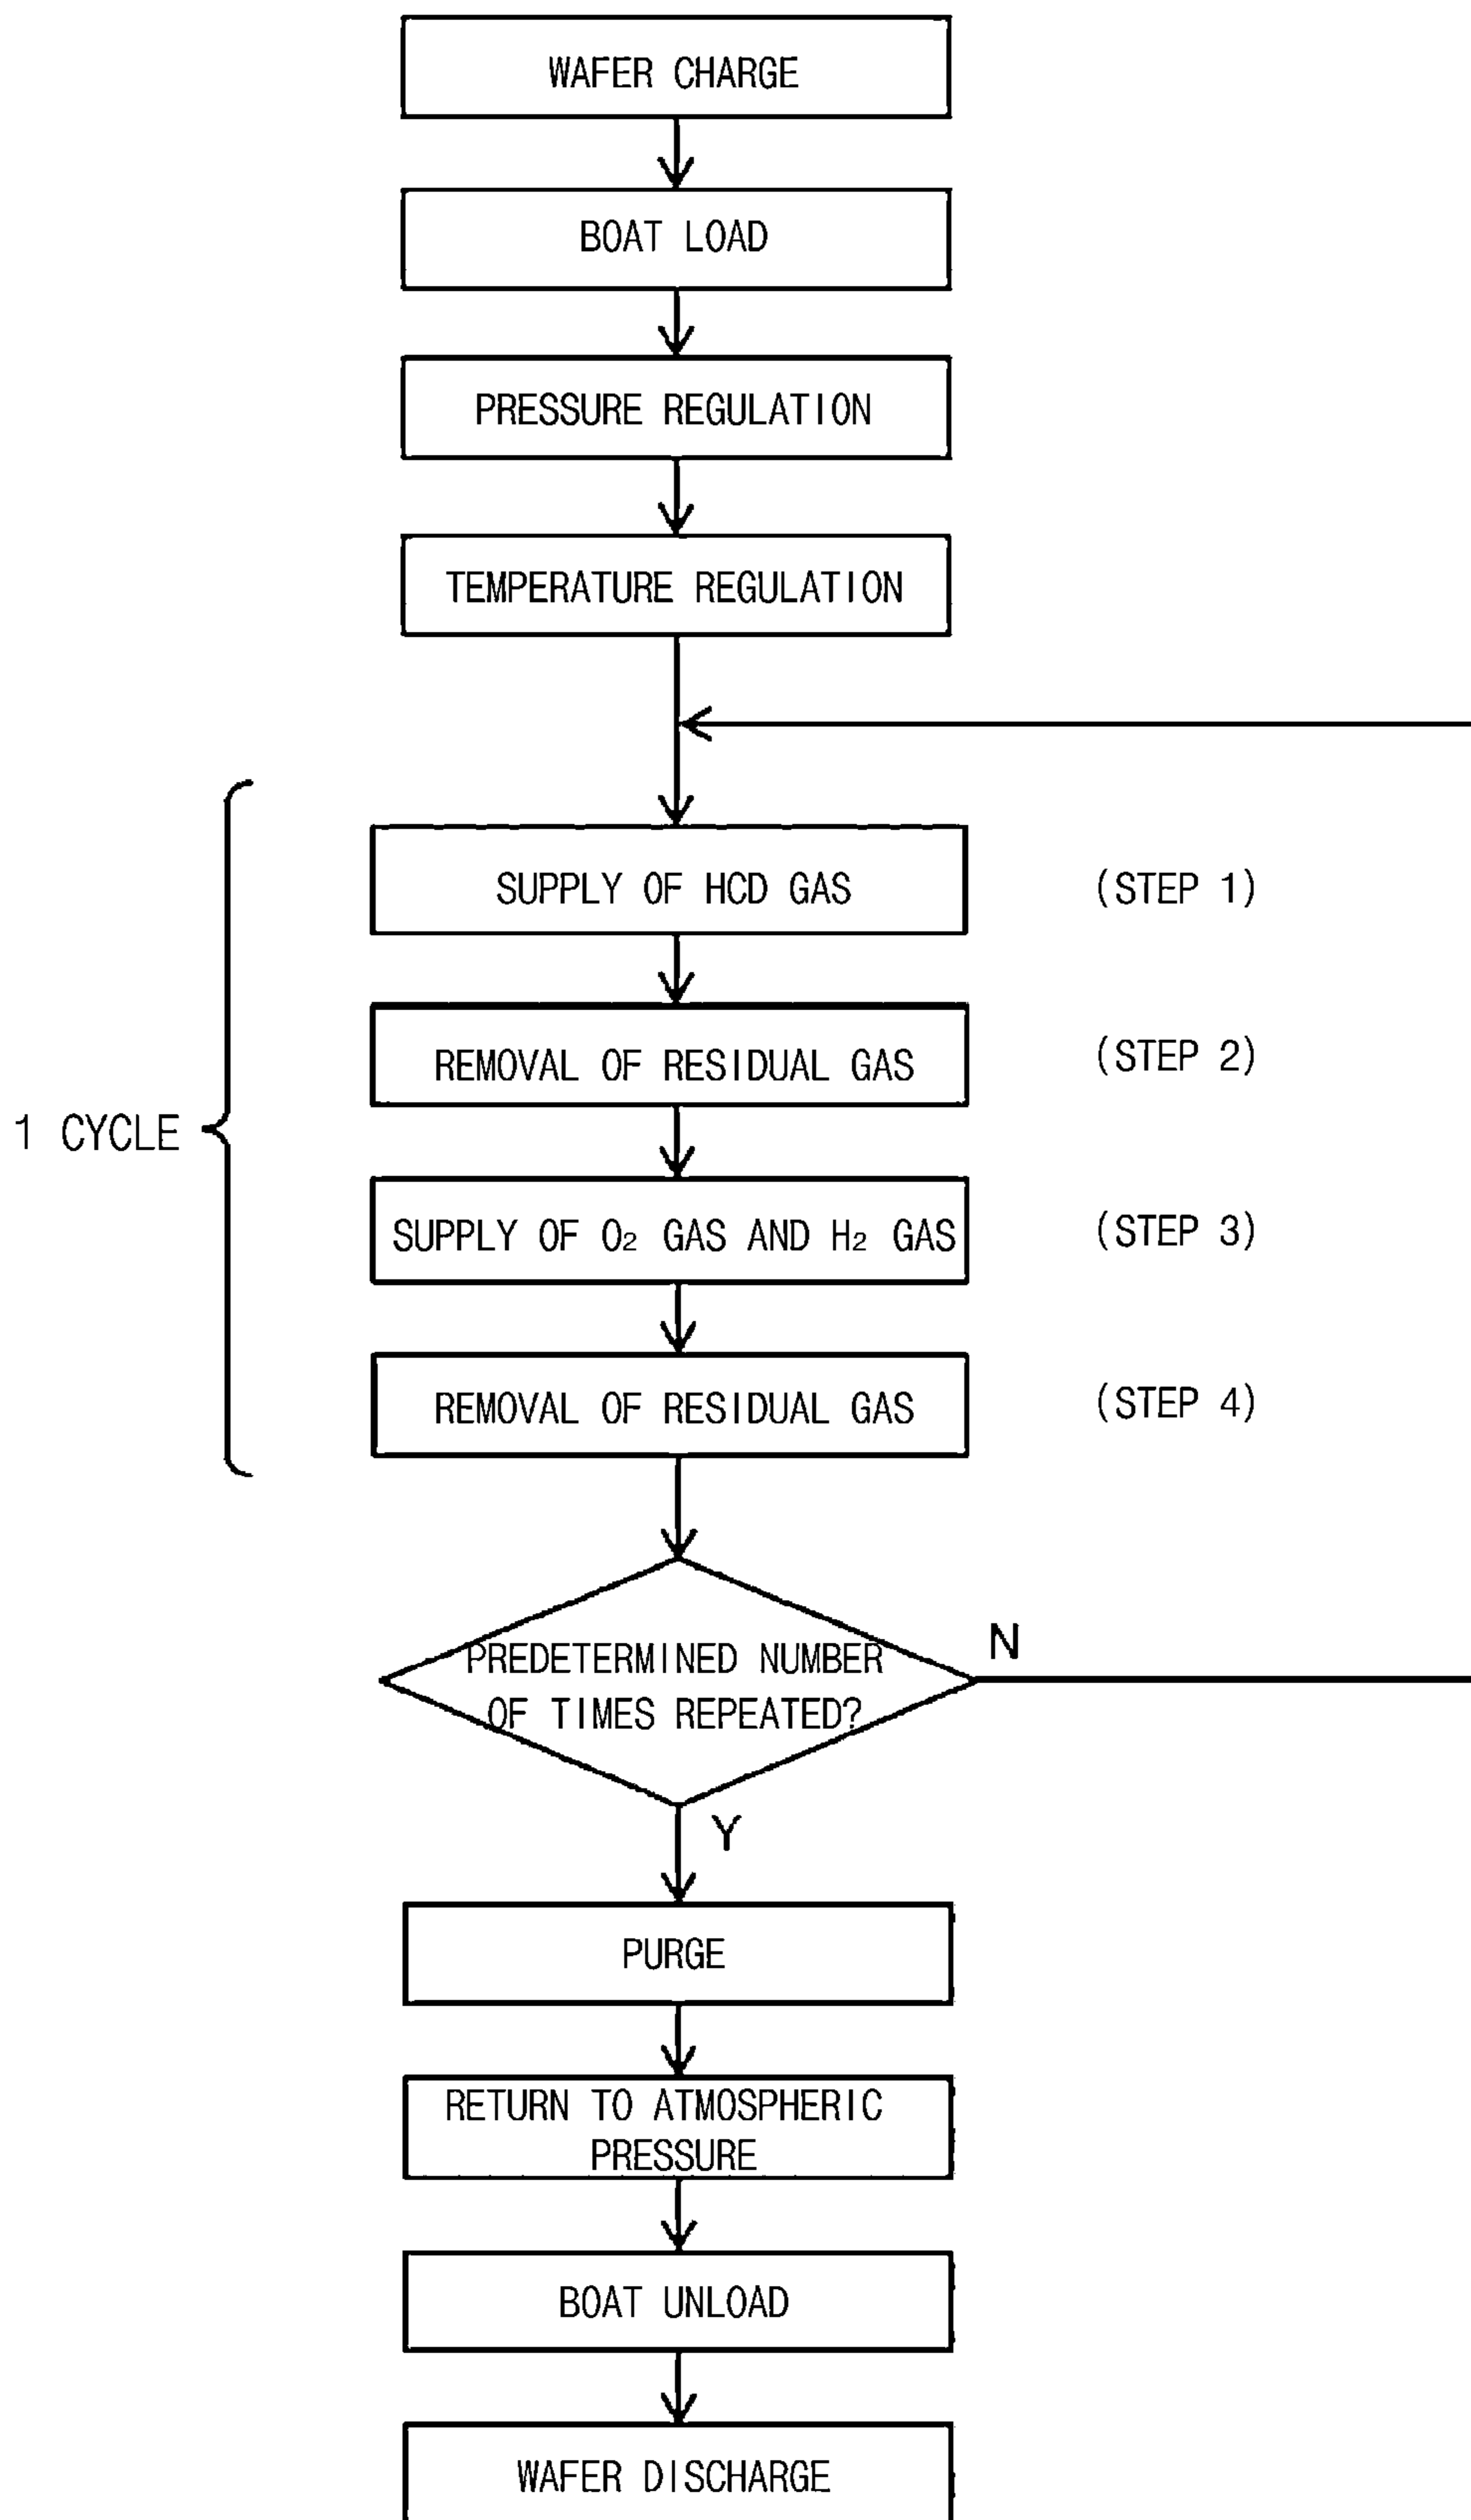 WAFER CHARGE
BOAT LOAD
PRESSURE REGULATION
TEMPERATURE REGULATION
SUPPLY OF HCD GAS
(STEP 1)
REMOVAL OF RESIDUAL GAS
(STEP 2)
1 CYCLE
SUPPLY OF O₂ GAS AND H₂ GAS
(STEP 3)
REMOVAL OF RESIDUAL GAS
(STEP 4)
PREDETERMINED NUMBER
OF TIMES REPEATED?
N
Y
PURGE
RETURN TO ATMOSPHERIC
PRESSURE
BOAT UNLOAD
WAFER DISCHARGE